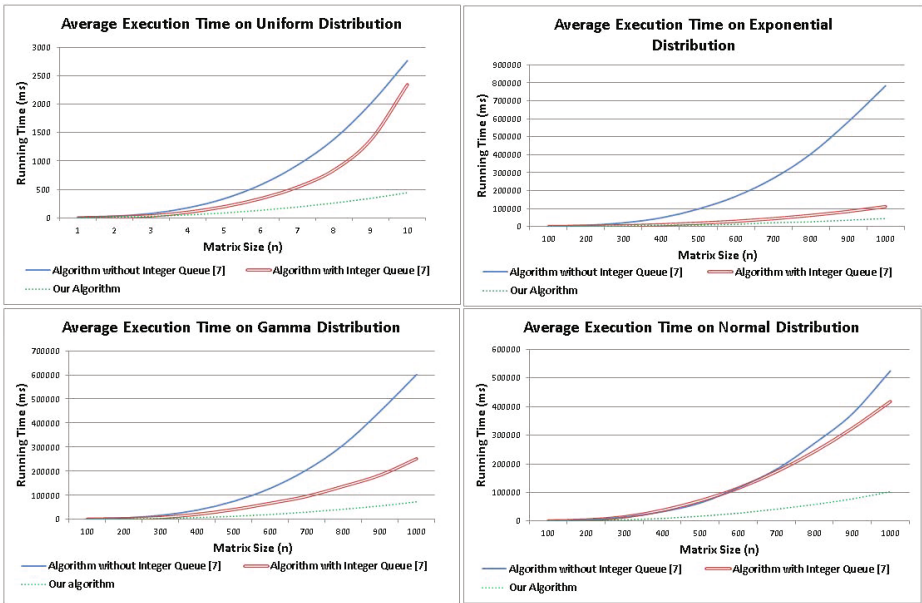 Average Execution Time on Uniform Distribution
3000
2500
2000
1500
1000
500
0
Running Time (ms)
1 2 3 4 5 6 7 8 9 10
Matrix Size (n)
Algorithm without Integer Queue [7] Algorithm with Integer Queue [7]
Our Algorithm
Average Execution Time on Exponential
Distribution
900000
800000
700000
600000
500000
400000
300000
200000
100000
0
Running Time (ms)
100 200 300 400 500 600 700 800 900 1000
Matrix Size (n)
Algorithm without Integer Queue [7] Algorithm with Integer Queue [7]
Our Algorithm
Average Execution Time on Gamma Distribution
700000
600000
500000
400000
300000
200000
100000
0
Running Time (ms)
100 200 300 400 500 600 700 800 900 1000
Matrix Size (n)
Algorithm without Integer Queue [7] Algorithm with Integer Queue [7]
Our algorithm
Average Execution Time on Normal Distribution
600000
500000
400000
300000
200000
100000
0
Running Time (ms)
100 200 300 400 500 600 700 800 900 1000
Matrix Size (n)
Algorithm without Integer Queue [7] Algorithm with Integer Queue [7]
Our Algorithm